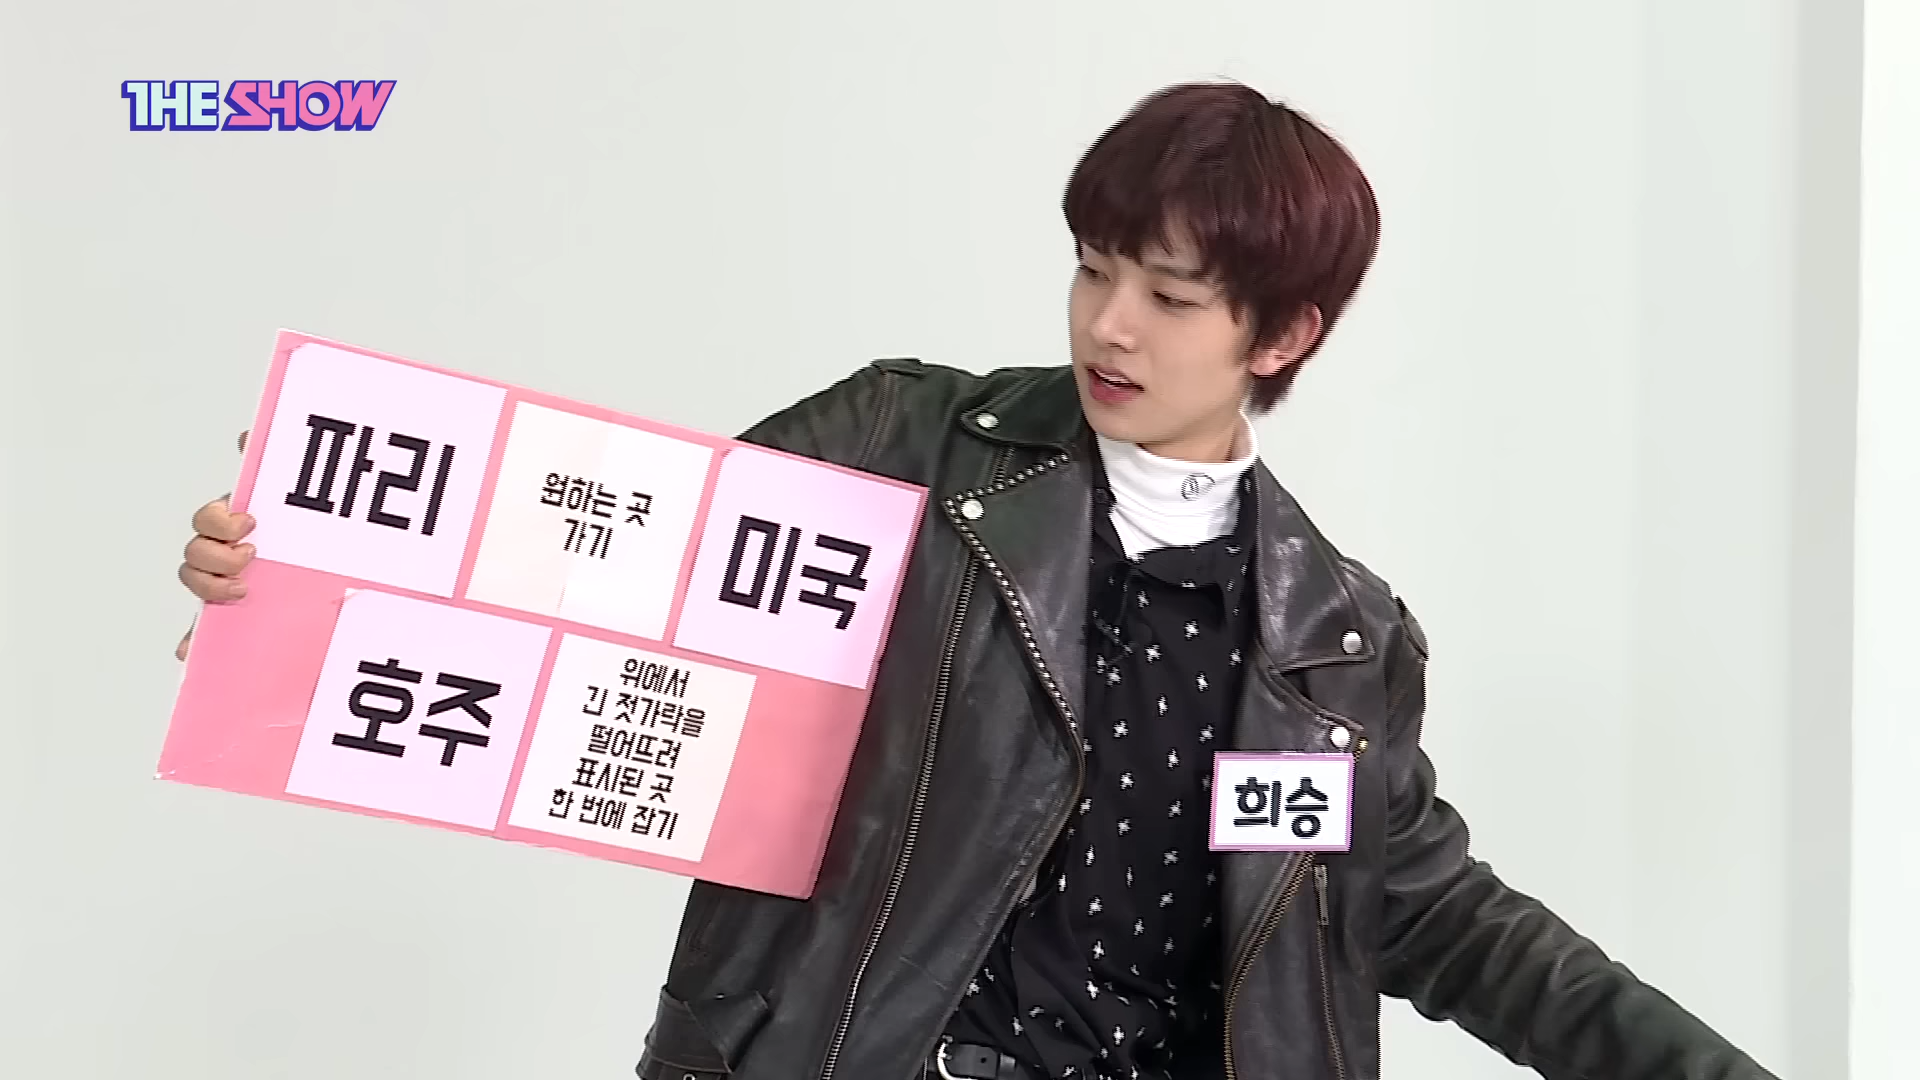 THE SHOW
파리
원하는 곳
가기
미국
호주
위에서
긴 젓가락을
떨어뜨려
표시된 곳
한 번에 잡기
희승